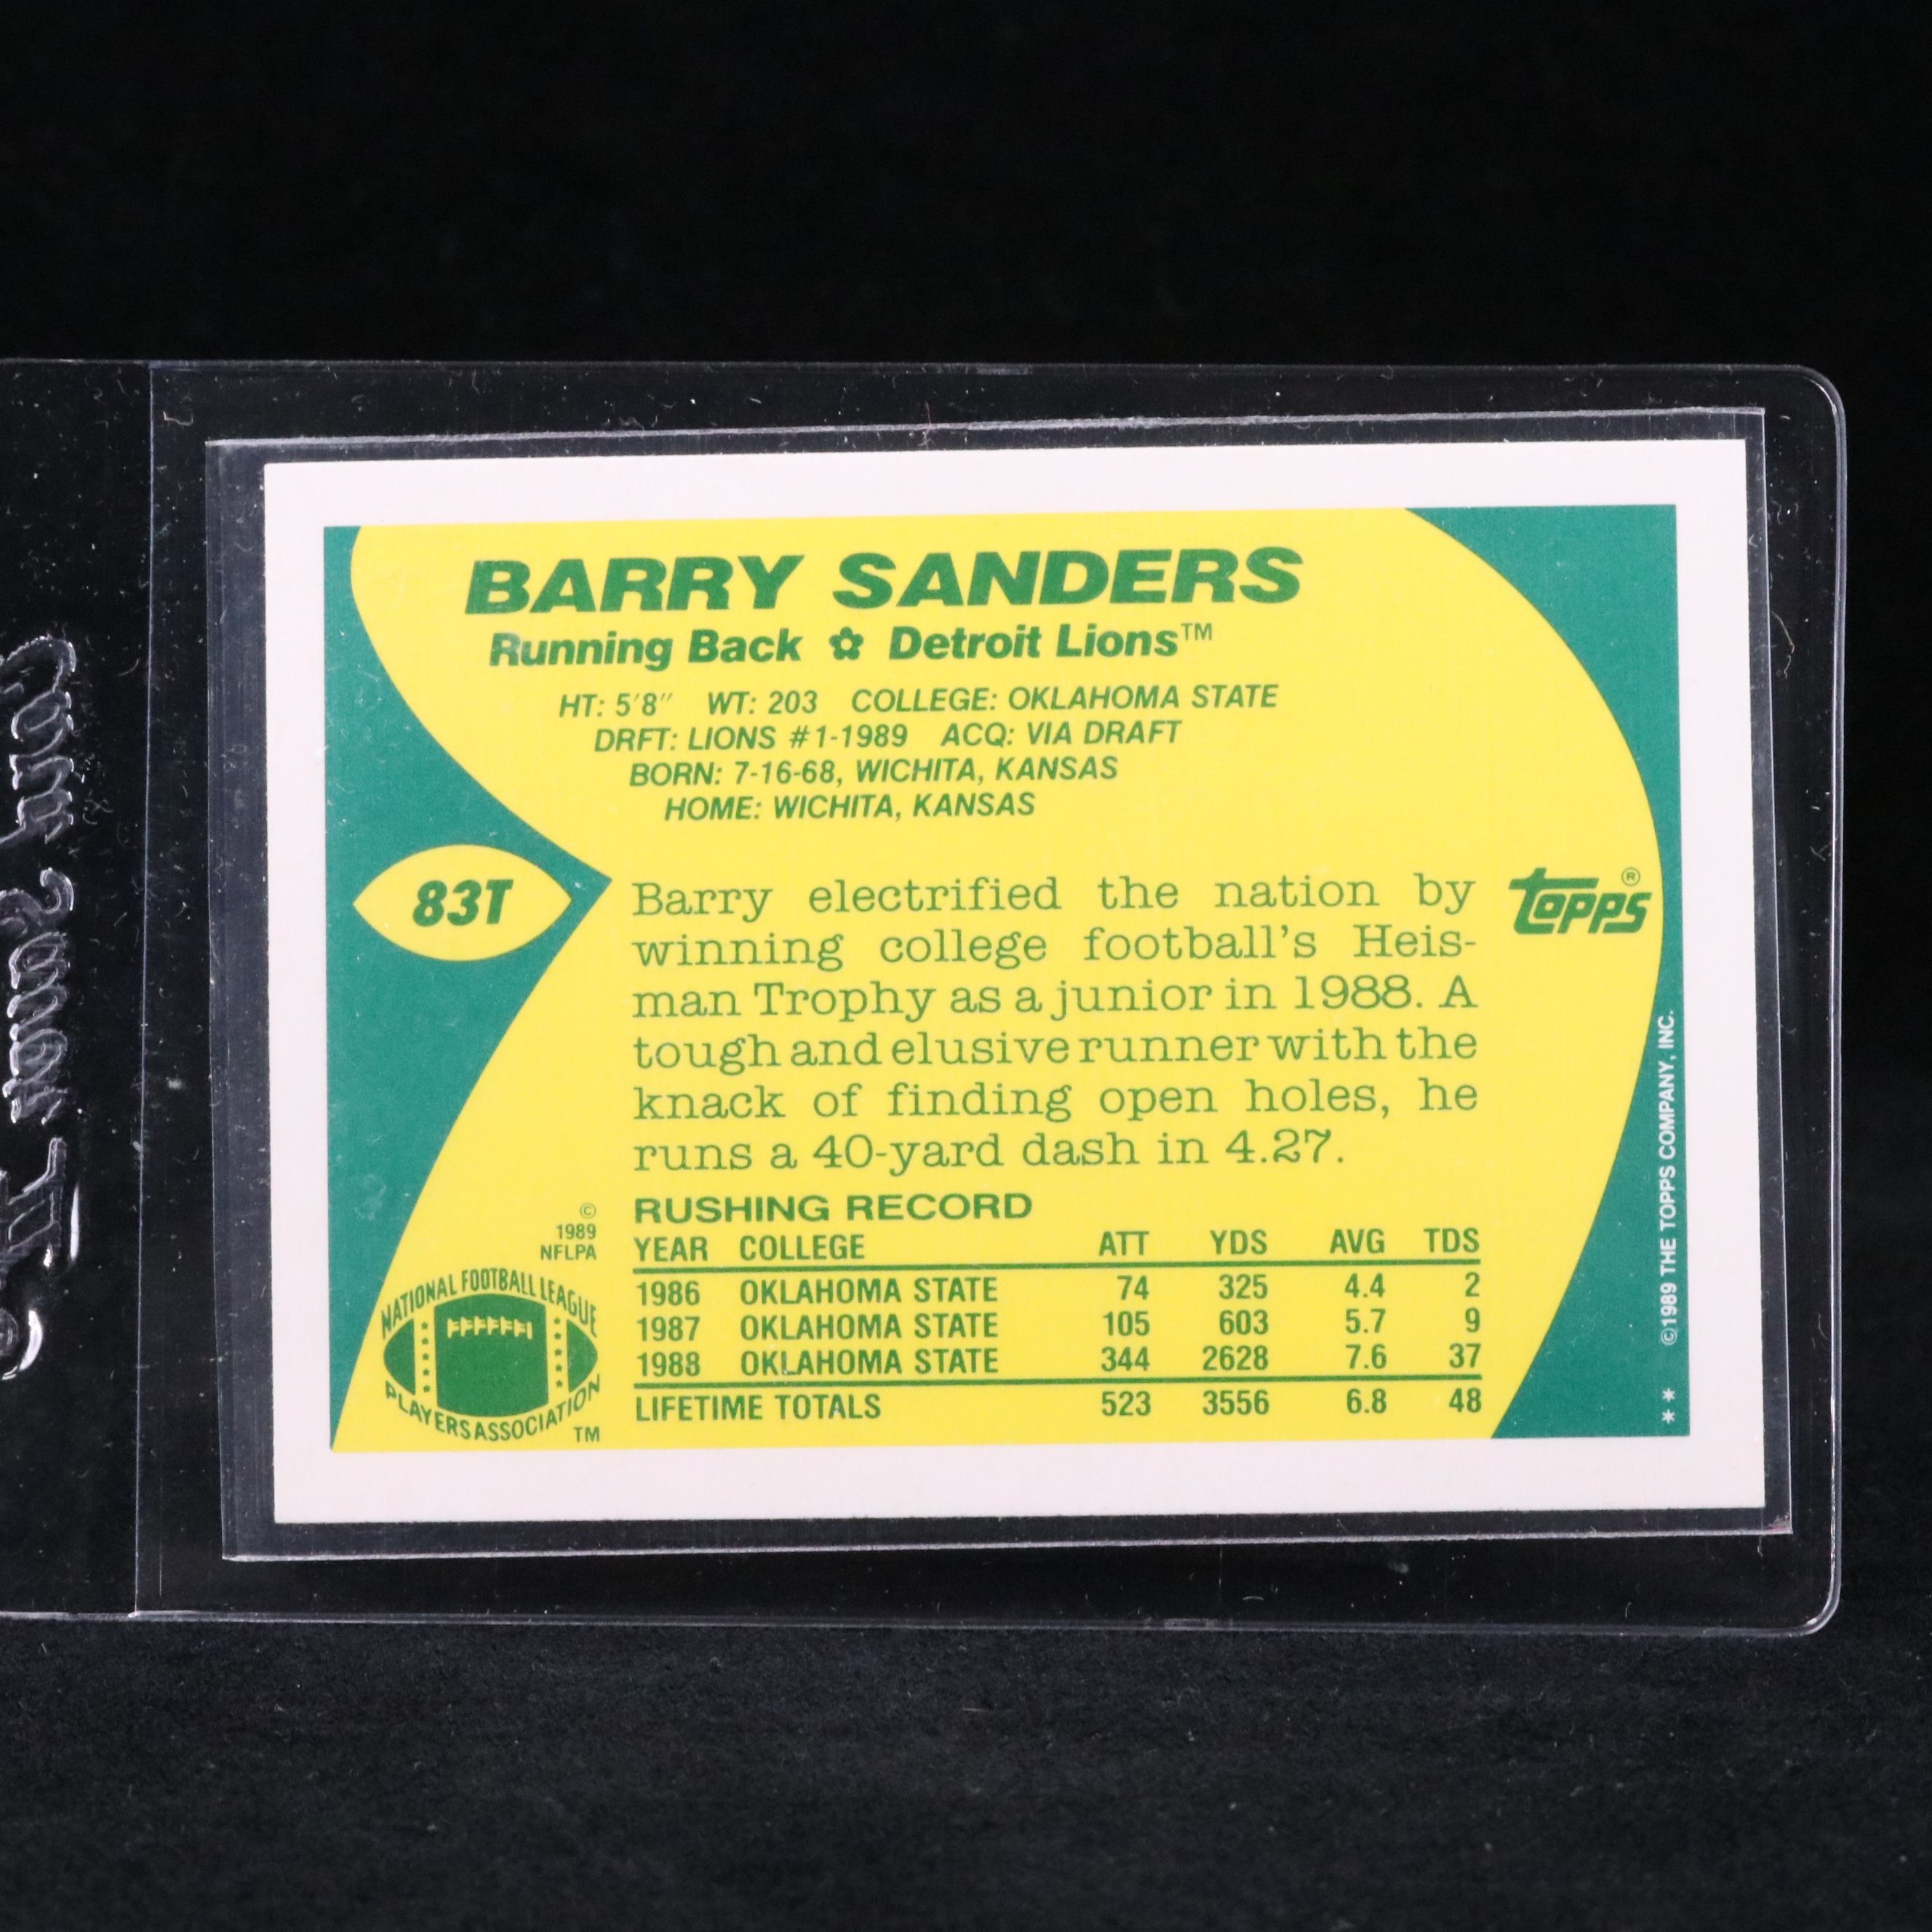 BARRY SANDERS
Running Back ✿ Detroit Lions™
HT: 5'8" WT: 203 COLLEGE: OKLAHOMA STATE
DRFT: LIONS #1-1989 ACQ: VIA DRAFT
BORN: 7-16-68, WICHITA, KANSAS
HOME: WICHITA, KANSAS
83T
Barry electrified the nation by
winning college football's Heis-
man Trophy as a junior in 1988. A
tough and elusive runner with the
knack of finding open holes, he
runs a 40-yard dash in 4.27.
topps®
RUSHING RECORD
YEAR COLLEGE ATT YDS AVG TDS
1986 OKLAHOMA STATE 74 325 4.4 2
1987 OKLAHOMA STATE 105 603 5.7 9
1988 OKLAHOMA STATE 344 2628 7.6 37
LIFETIME TOTALS 523 3556 6.8 48
©
1989
NFLPA
NATIONAL FOOTBALL LEAGUE
PLAYERS ASSOCIATION
TM
©1989 THE TOPPS COMPANY, INC.
**